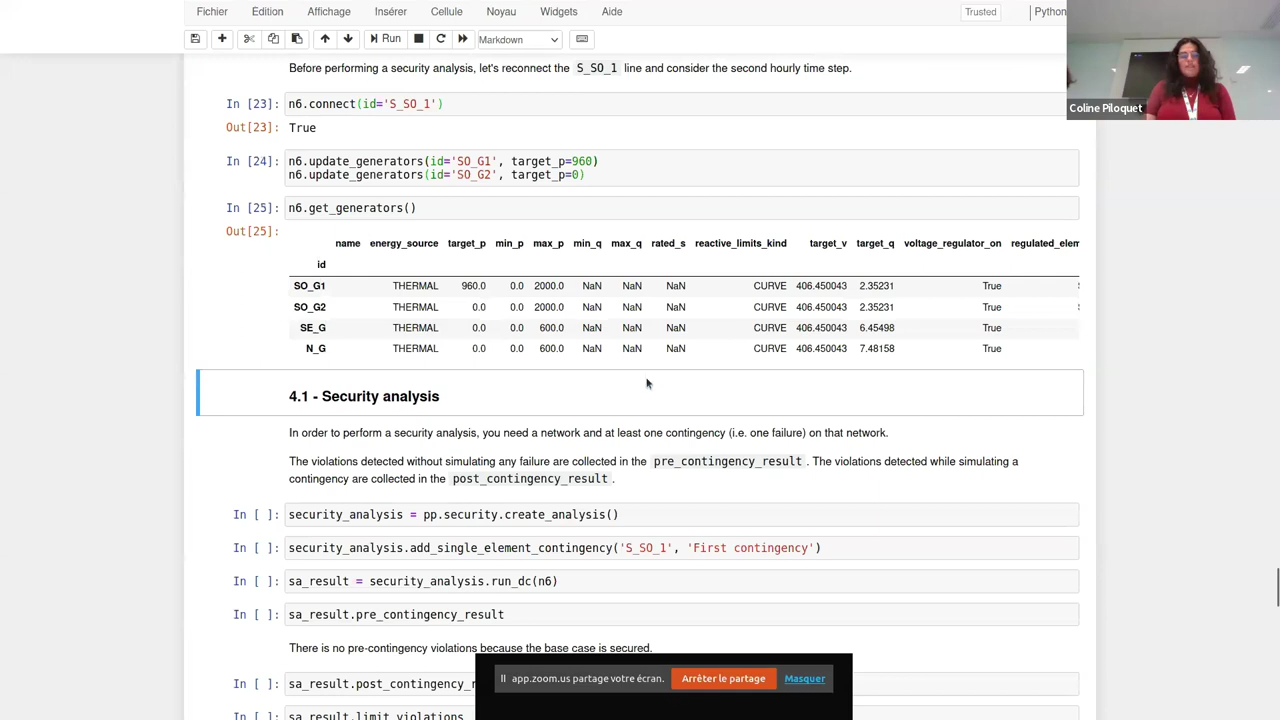 Fichier Édition Affichage Insérer Cellule Noyau Widgets Aide Trusted Python
Run Markdown
Coline Piloquet
Before performing a security analysis, let's reconnect the S_SO_1 line and consider the second hourly time step.
In [23]: n6.connect(id='S_SO_1')
Out[23]: True
In [24]: n6.update_generators(id='SO_G1', target_p=960)
n6.update_generators(id='SO_G2', target_p=0)
In [25]: n6.get_generators()
Out[25]:
name energy_source target_p min_p max_p min_q max_q rated_s reactive_limits_kind target_v target_q voltage_regulator_on regulated_elem
id
SO_G1 THERMAL 960.0 0.0 2000.0 NaN NaN NaN CURVE 406.450043 2.35231 True
SO_G2 THERMAL 0.0 0.0 2000.0 NaN NaN NaN CURVE 406.450043 2.35231 True
SE_G THERMAL 0.0 0.0 600.0 NaN NaN NaN CURVE 406.450043 6.45498 True
N_G THERMAL 0.0 0.0 600.0 NaN NaN NaN CURVE 406.450043 7.48158 True
4.1 - Security analysis
In order to perform a security analysis, you need a network and at least one contingency (i.e. one failure) on that network.
The violations detected without simulating any failure are collected in the pre_contingency_result . The violations detected while simulating a
contingency are collected in the post_contingency_result .
In [ ]: security_analysis = pp.security.create_analysis()
In [ ]: security_analysis.add_single_element_contingency('S_SO_1', 'First contingency')
In [ ]: sa_result = security_analysis.run_dc(n6)
In [ ]: sa_result.pre_contingency_result
There is no pre-contingency violations because the base case is secured.
In [ ]: sa_result.post_contingency_r
app.zoom.us partage votre écran. Arrêter le partage Masquer
In [ ]: sa_result.limit_violations